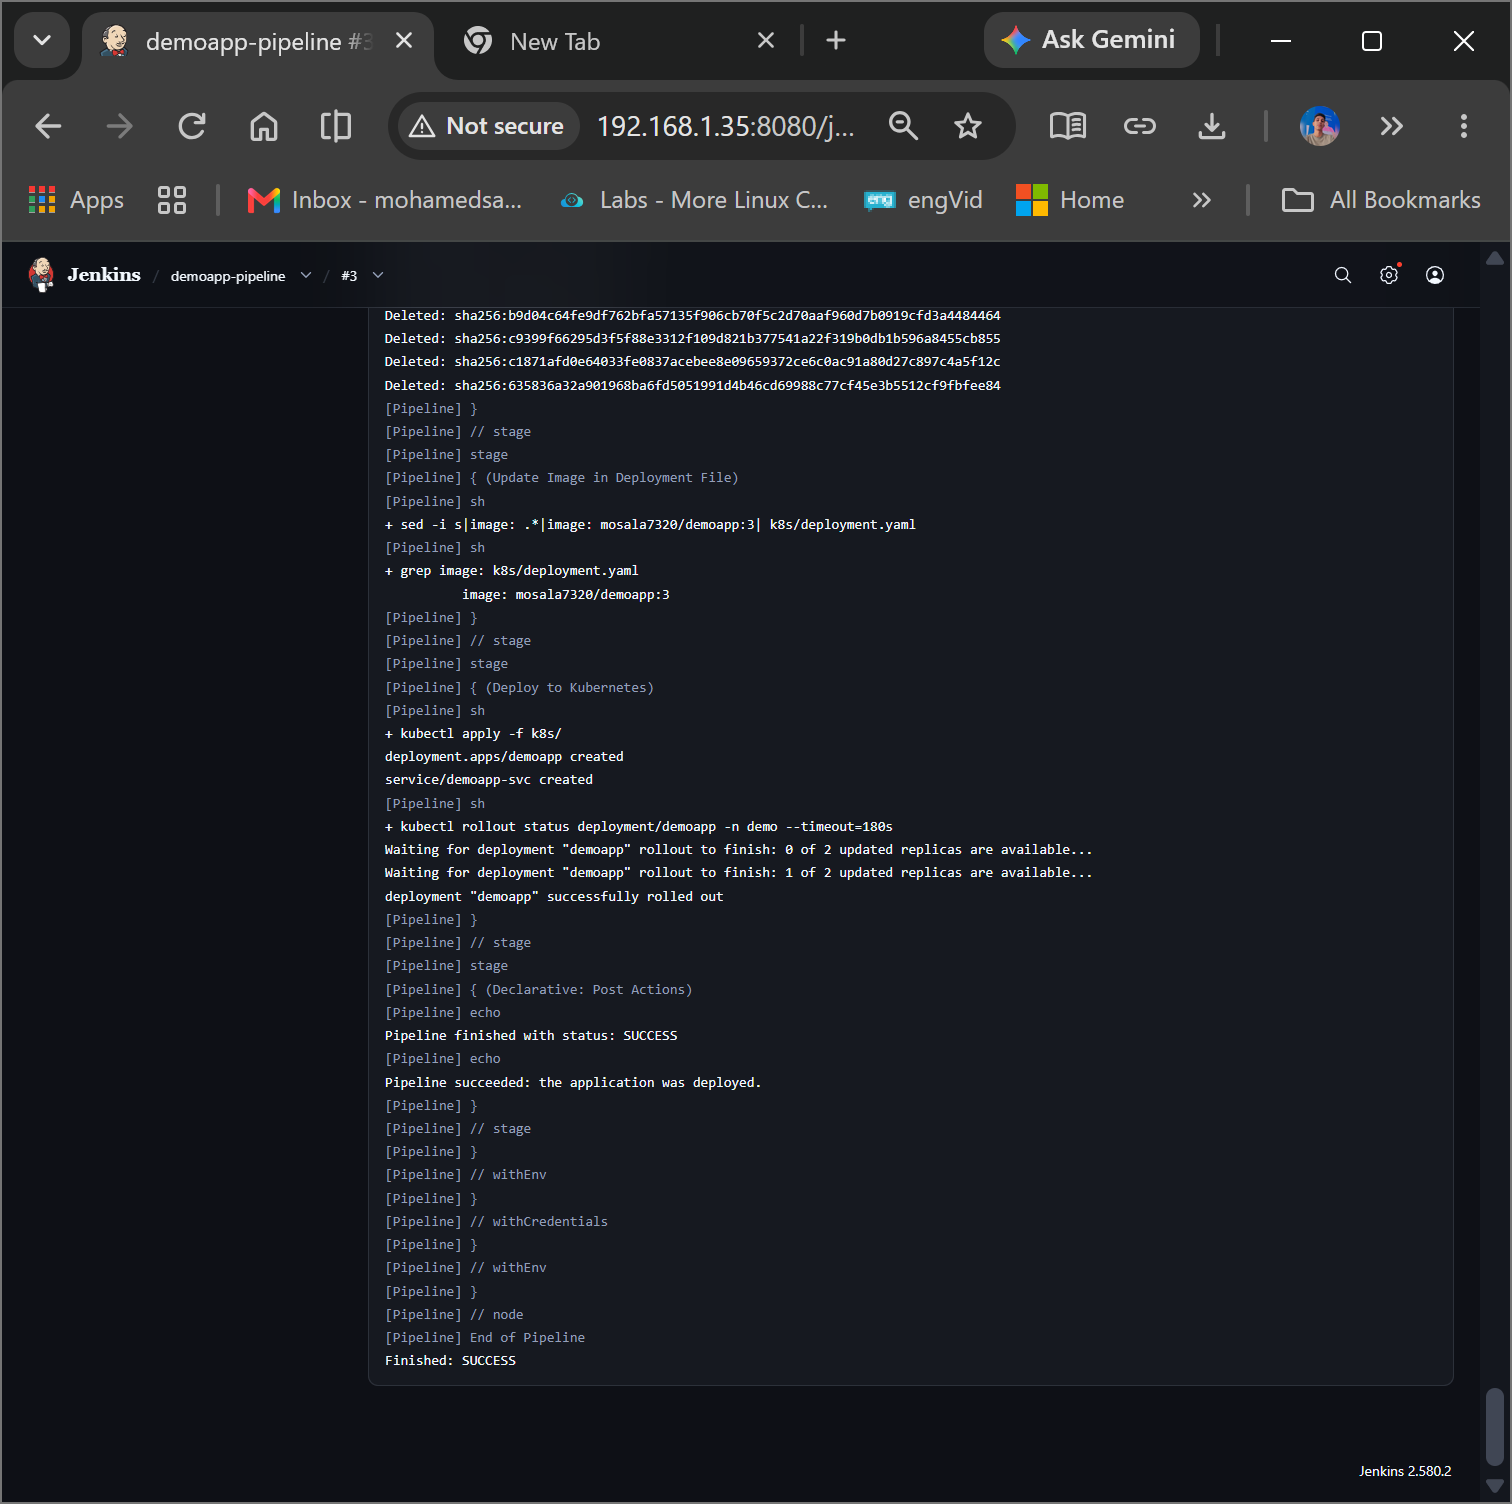 demoapp-pipeline #3
New Tab
Ask Gemini
Not secure
192.168.1.35:8080/j...
Apps
Inbox - mohamedsa...
Labs - More Linux C...
eng
engVid
Home
All Bookmarks
Jenkins / demoapp-pipeline / #3
Deleted: sha256:b9d04c64fe9df762bfa57135f906cb70f5c2d70aaf960d7b0919cfd3a4484464
Deleted: sha256:c9399f66295d3f5f88e3312f109d821b377541a22f319b0db1b596a8455cb855
Deleted: sha256:c1871afd0e64033fe0837acebee8e09659372ce6c0ac91a80d27c897c4a5f12c
Deleted: sha256:635836a32a901968ba6fd5051991d4b46cd69988c77cf45e3b5512cf9fbfee84
[Pipeline] }
[Pipeline] // stage
[Pipeline] stage
[Pipeline] { (Update Image in Deployment File)
[Pipeline] sh
+ sed -i s|image: .*|image: mosala7320/demoapp:3| k8s/deployment.yaml
[Pipeline] sh
+ grep image: k8s/deployment.yaml
image: mosala7320/demoapp:3
[Pipeline] }
[Pipeline] // stage
[Pipeline] stage
[Pipeline] { (Deploy to Kubernetes)
[Pipeline] sh
+ kubectl apply -f k8s/
deployment.apps/demoapp created
service/demoapp-svc created
[Pipeline] sh
+ kubectl rollout status deployment/demoapp -n demo --timeout=180s
Waiting for deployment "demoapp" rollout to finish: 0 of 2 updated replicas are available...
Waiting for deployment "demoapp" rollout to finish: 1 of 2 updated replicas are available...
deployment "demoapp" successfully rolled out
[Pipeline] }
[Pipeline] // stage
[Pipeline] stage
[Pipeline] { (Declarative: Post Actions)
[Pipeline] echo
Pipeline finished with status: SUCCESS
[Pipeline] echo
Pipeline succeeded: the application was deployed.
[Pipeline] }
[Pipeline] // stage
[Pipeline] }
[Pipeline] // withEnv
[Pipeline] }
[Pipeline] // withCredentials
[Pipeline] }
[Pipeline] // withEnv
[Pipeline] }
[Pipeline] // node
[Pipeline] End of Pipeline
Finished: SUCCESS
Jenkins 2.580.2